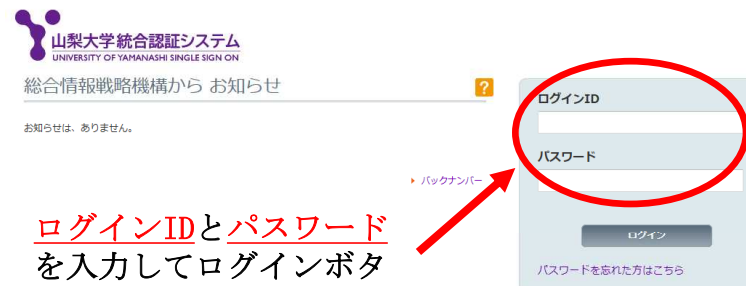 山梨大学統合認証システム
UNIVERSITY OF YAMANASHI SINGLE SIGN ON
総合情報戦略機構から お知らせ
?
お知らせは、ありません。
バックナンバー
ログインID
パスワード
ログイン
パスワードを忘れた方はこちら
ログインIDとパスワード
を入力してログインボタ